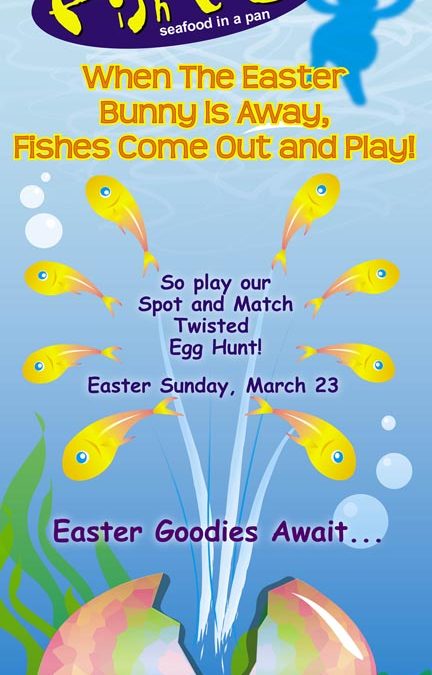 seafood in a pan
When The Easter
Bunny Is Away,
Fishes Come Out and Play!
So play our
Spot and Match
Twisted
Egg Hunt!
Easter Sunday, March 23
Easter Goodies Await...